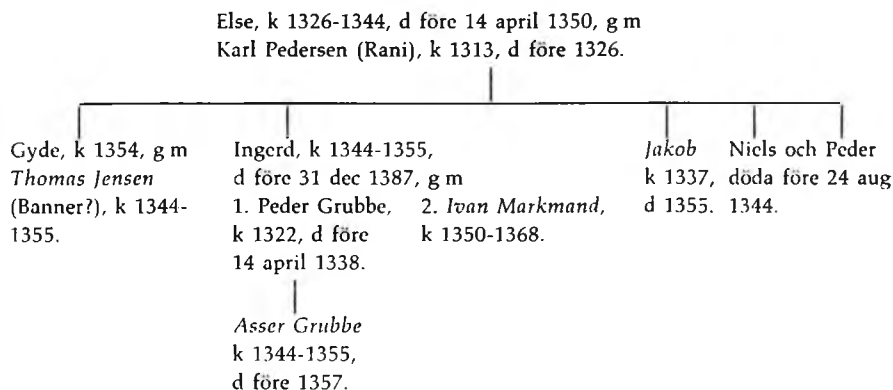 Else, k 1326-1344, d före 14 april 1350, g m
Karl Pedersen (Rani), k 1313, d före 1326.
Gyde, k 1354, g m
Thomas Jensen
(Banner?), k 1344-
1355.
Ingerd, k 1344-1355,
d före 31 dec 1387, g m
1. Peder Grubbe,
k 1322, d före
14 april 1338.
2. Ivan Markmand,
k 1350-1368.
Jakob
k 1337,
d 1355.
Niels och Peder
döda före 24 aug
1344.
Asser Grubbe
k 1344-1355,
d före 1357.